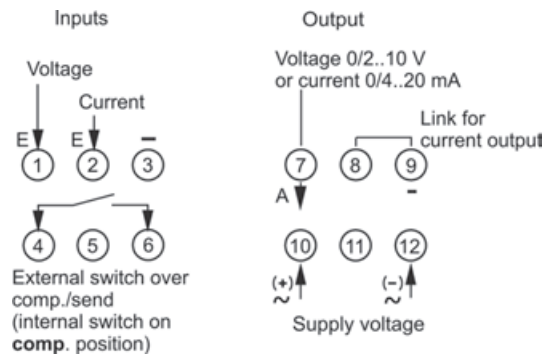 Inputs
Output
Voltage
Current
E
E
–
1
2
3
4
5
6
External switch over
comp./send
(internal switch on
comp. position)
Voltage 0/2..10 V
or current 0/4..20 mA
Link for
current output
7
8
9
A
-
10
11
12
(+)
~
(–)
~
Supply voltage